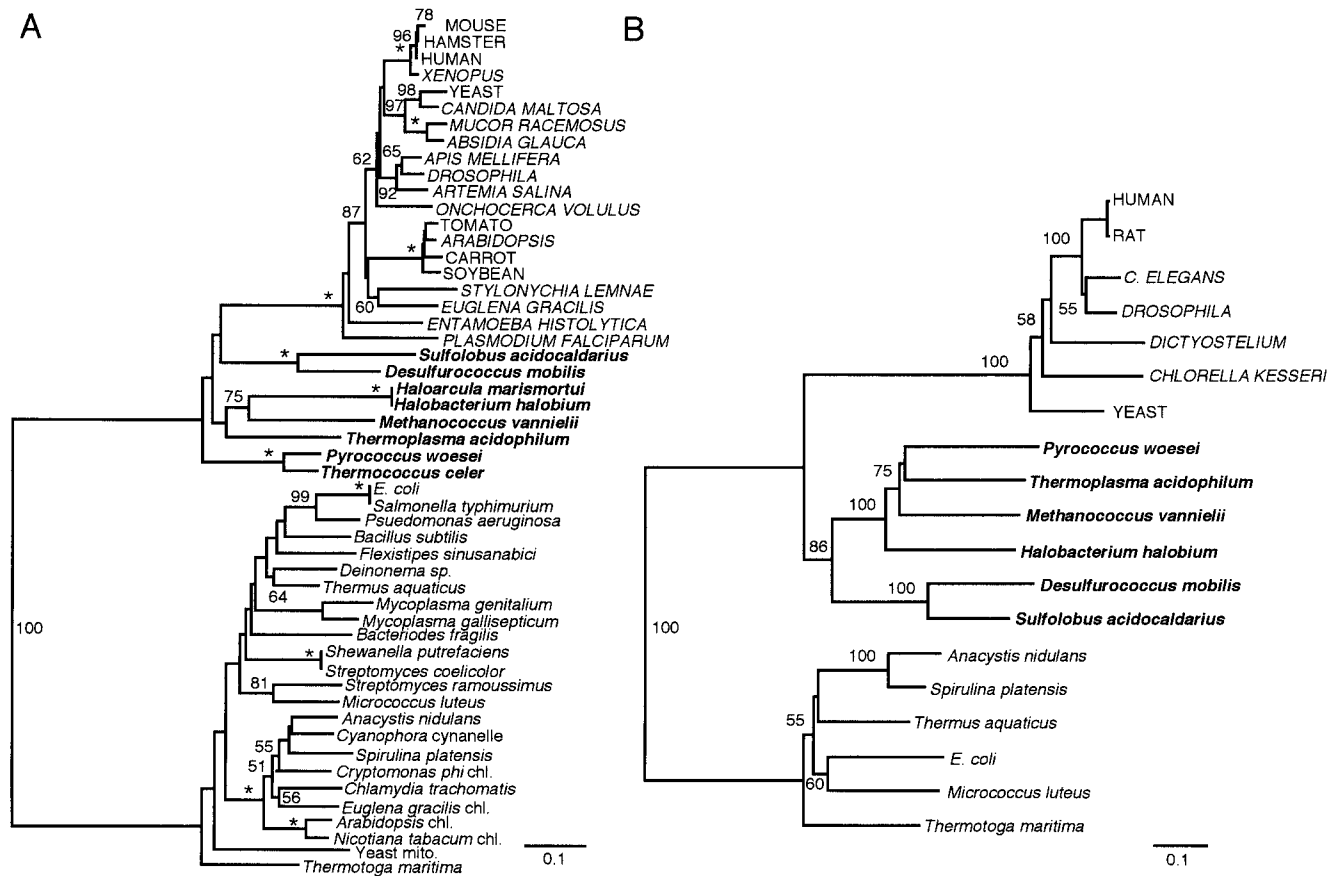 A
78
MOUSE
96
HAMSTER
*
HUMAN
XENOPUS
98
YEAST
97
CANDIDA MALTOSA
*
MUCOR RACEMOSUS
ABSIDIA GLAUCA
62
65
APIS MELLIFERA
DROSOPHILA
92
ARTEMIA SALINA
ONCHOCERCA VOLULUS
87
TOMATO
*
ARABIDOPSIS
CARROT
SOYBEAN
*
STYLONYCHIA LEMNAE
60
EUGLENA GRACILIS
ENTAMOEBA HISTOLYTICA
PLASMODIUM FALCIPARUM
*
Sulfolobus acidocaldarius
Desulfurococcus mobilis
*
Haloarcula marismortui
75
Halobacterium halobium
Methanococcus vannielii
Thermoplasma acidophilum
*
Pyrococcus woesei
Thermococcus celer
*
E. coli
99
Salmonella typhimurium
Psuedomonas aeruginosa
Bacillus subtilis
Flexistipes sinusanabici
Deinonema sp.
Thermus aquaticus
64
Mycoplasma genitalium
Mycoplasma gallisepticum
100
Bacteriodes fragilis
*
Shewanella putrefaciens
Streptomyces coelicolor
81
Streptomyces ramoussimus
Micrococcus luteus
Anacystis nidulans
Cyanophora cynanelle
55
Spirulina platensis
51
Cryptomonas phi chl.
*
Chlamydia trachomatis
56
Euglena gracilis chl.
*
Arabidopsis chl.
Nicotiana tabacum chl.
Yeast mito.
Thermotoga maritima
0.1
B
HUMAN
100
RAT
C. ELEGANS
55
DROSOPHILA
58
DICTYOSTELIUM
100
CHLORELLA KESSERI
YEAST
Pyrococcus woesei
75
Thermoplasma acidophilum
100
Methanococcus vannielii
86
Halobacterium halobium
100
Desulfurococcus mobilis
Sulfolobus acidocaldarius
100
100
Anacystis nidulans
Spirulina platensis
55
Thermus aquaticus
E. coli
60
Micrococcus luteus
Thermotoga maritima
0.1